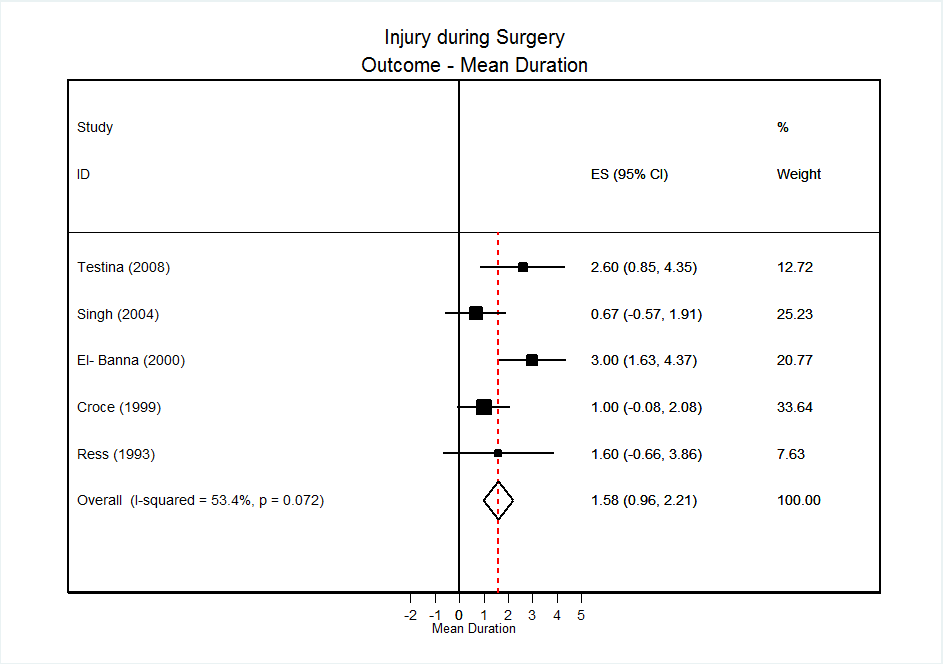 Injury during Surgery
Outcome - Mean Duration
Study %
ID ES (95% CI) Weight
Testina (2008) 2.60 (0.85, 4.35) 12.72
Singh (2004) 0.67 (-0.57, 1.91) 25.23
El- Banna (2000) 3.00 (1.63, 4.37) 20.77
Croce (1999) 1.00 (-0.08, 2.08) 33.64
Ress (1993) 1.60 (-0.66, 3.86) 7.63
Overall (I-squared = 53.4%, p = 0.072) 1.58 (0.96, 2.21) 100.00
-2 -1 0 1 2 3 4 5
Mean Duration